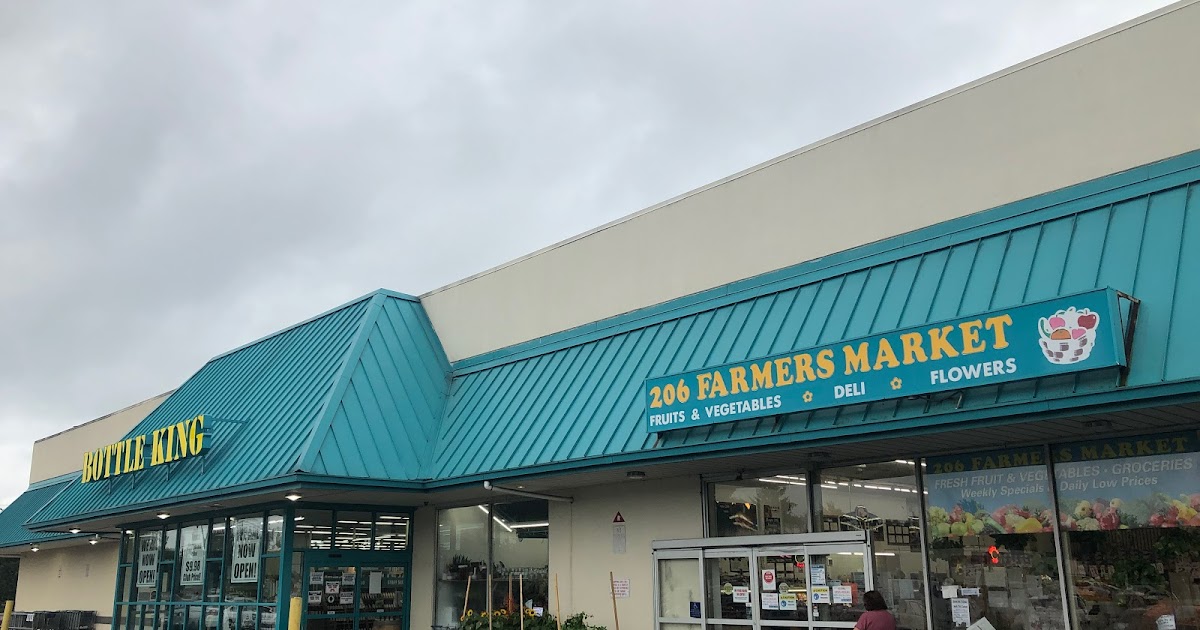 BOTTLE KING
206 FARMERS MARKET
FRUITS & VEGETABLES DELI FLOWERS
NOW
OPEN!
$9.98
NOW
OPEN!
206 FARMERS MARKET
FRESH FRUIT & VEGETABLES • GROCERIES
Weekly Specials Daily Low Prices